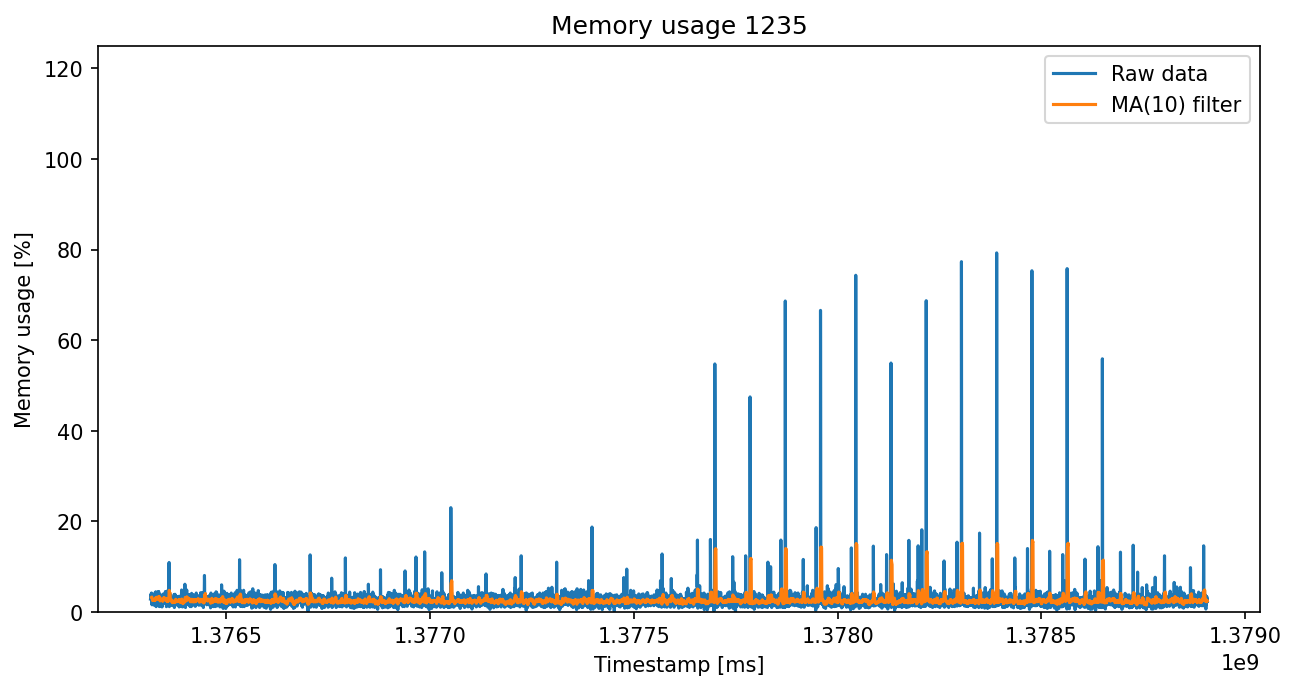 Memory usage 1235
Raw data
MA(10) filter
Memory usage [%]
120
100
80
60
40
20
0
1.3765 1.3770 1.3775 1.3780 1.3785 1.3790
1e9
Timestamp [ms]